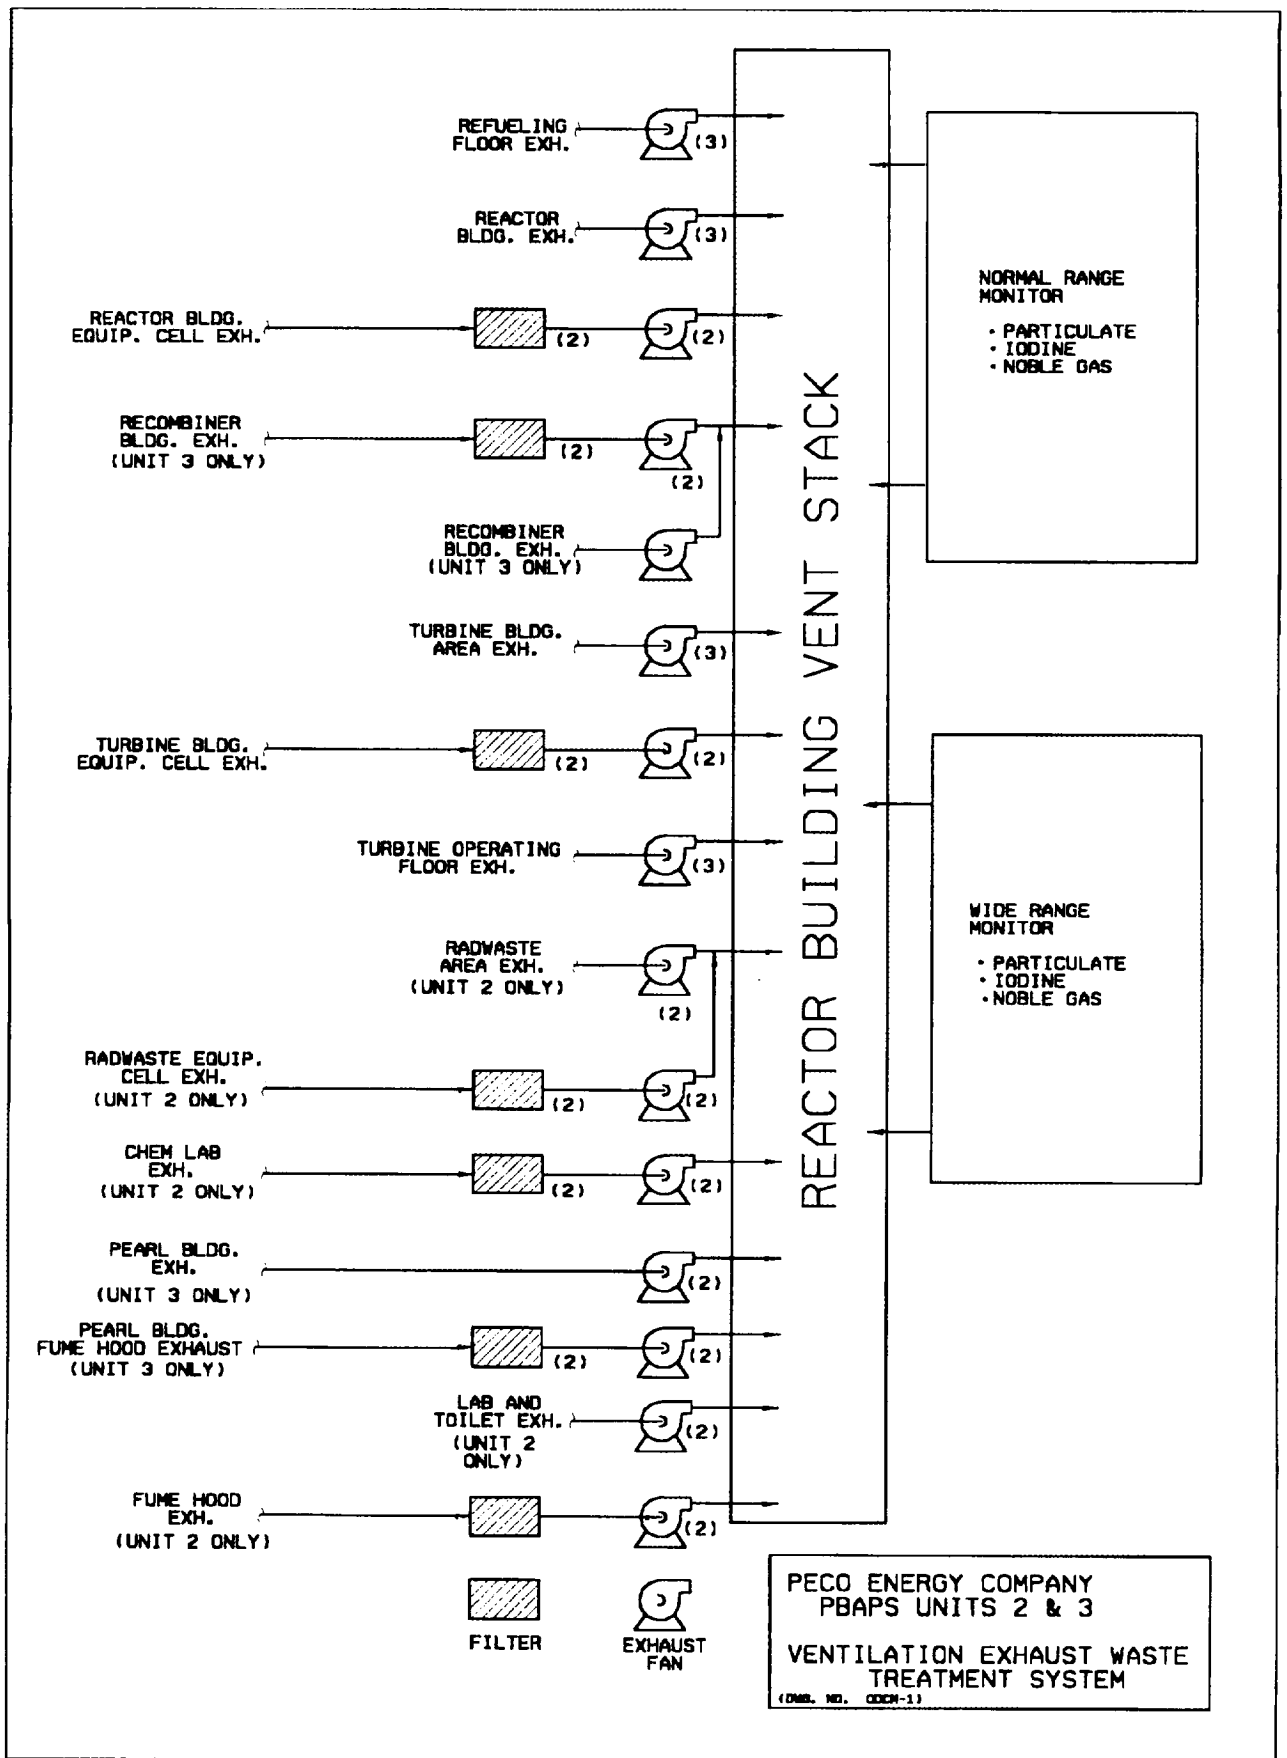 REFUELING
FLOOR EXH.
(3)
REACTOR
BLDG. EXH.
(3)
REACTOR BLDG.
EQUIP. CELL EXH.
(2)
(2)
RECOMBINER
BLDG. EXH.
(UNIT 3 ONLY)
(2)
(2)
RECOMBINER
BLDG. EXH.
(UNIT 3 ONLY)
TURBINE BLDG.
AREA EXH.
(3)
TURBINE BLDG.
EQUIP. CELL EXH.
(2)
(2)
TURBINE OPERATING
FLOOR EXH.
(3)
RADWASTE
AREA EXH.
(UNIT 2 ONLY)
(2)
RADWASTE EQUIP.
CELL EXH.
(UNIT 2 ONLY)
(2)
(2)
CHEM LAB
EXH.
(UNIT 2 ONLY)
(2)
(2)
PEARL BLDG.
EXH.
(UNIT 3 ONLY)
(2)
PEARL BLDG.
FUME HOOD EXHAUST
(UNIT 3 ONLY)
(2)
(2)
LAB AND
TOILET EXH.
(UNIT 2
ONLY)
(2)
FUME HOOD
EXH.
(UNIT 2 ONLY)
(2)
FILTER
EXHAUST
FAN
REACTOR BUILDING VENT STACK
NORMAL RANGE
MONITOR
• PARTICULATE
• IODINE
• NOBLE GAS
WIDE RANGE
MONITOR
• PARTICULATE
• IODINE
• NOBLE GAS
PECO ENERGY COMPANY
PBAPS UNITS 2 & 3
VENTILATION EXHAUST WASTE
TREATMENT SYSTEM
(DWG. NO. ODCM-1)